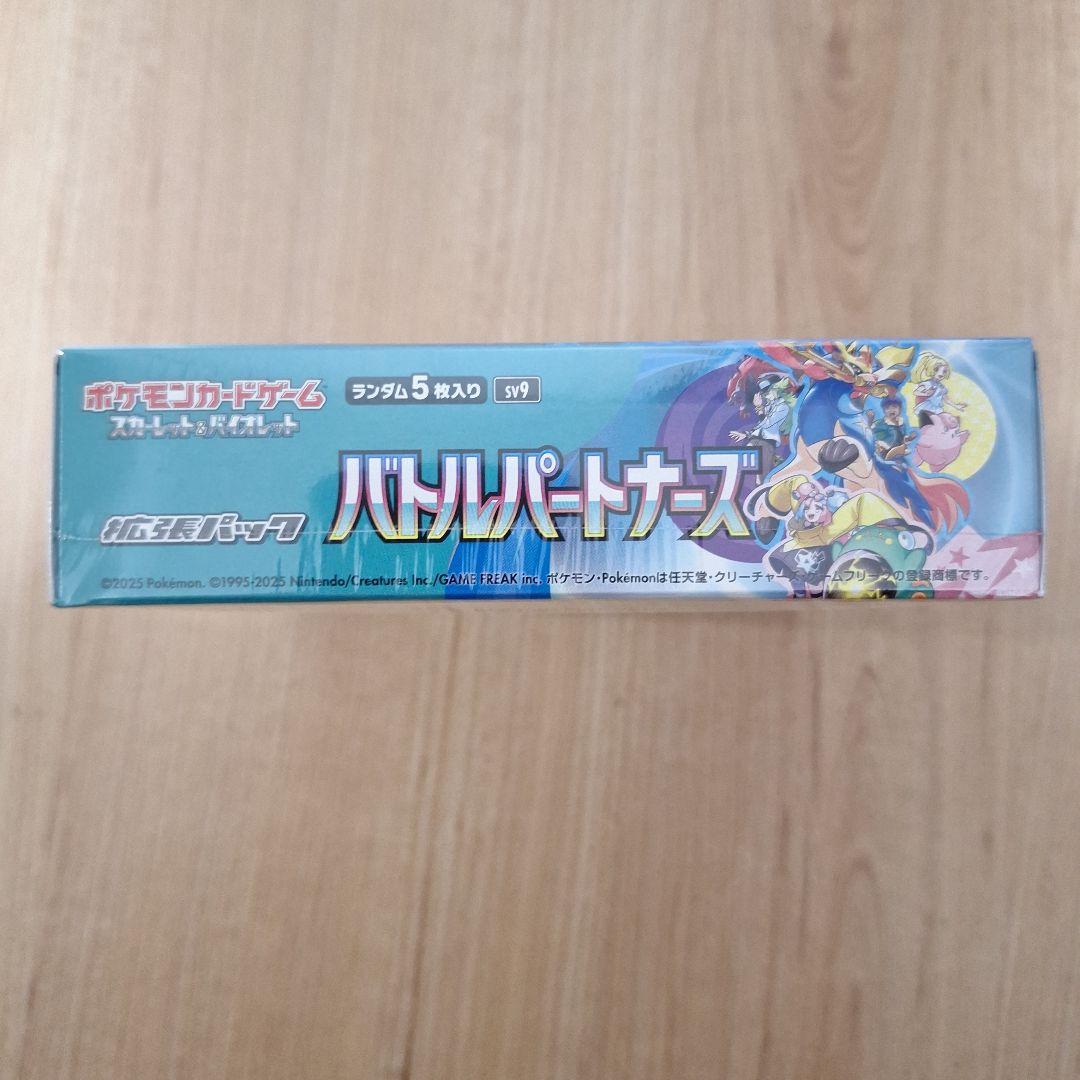 ポケモンカードゲーム
スカーレット&バイオレット
ランダム5枚入り sv9
拡張パック
バトルパートナーズ
©2025 Pokémon. ©1995-2025 Nintendo/Creatures Inc./GAME FREAK inc. ポケモン・Pokémonは任天堂・クリーチャーズ・ゲームフリークの登録商標です。